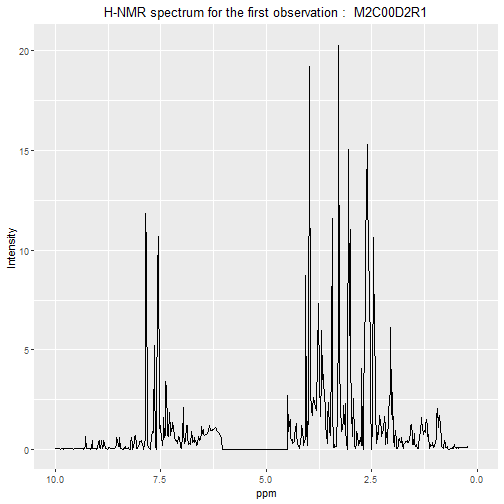 H-NMR spectrum for the first observation :  M2C00D2R1
20
15
10
5
0
Intensity
10.0 7.5 5.0 2.5 0.0
ppm